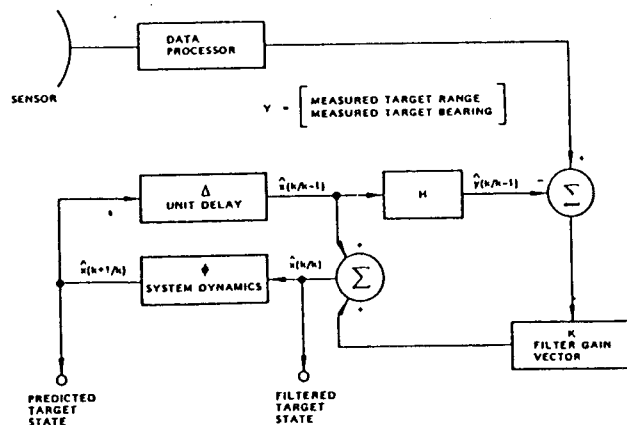 DATA
PROCESSOR
SENSOR
Y = [MEASURED TARGET RANGE
MEASURED TARGET BEARING]
+
Δ
UNIT DELAY
x̂(k/k-1)
H
ŷ(k/k-1)
-
Σ
x̂(k+1/k)
Φ
SYSTEM DYNAMICS
x̂(k/k)
+
Σ
+
K
FILTER GAIN
VECTOR
PREDICTED
TARGET
STATE
FILTERED
TARGET
STATE